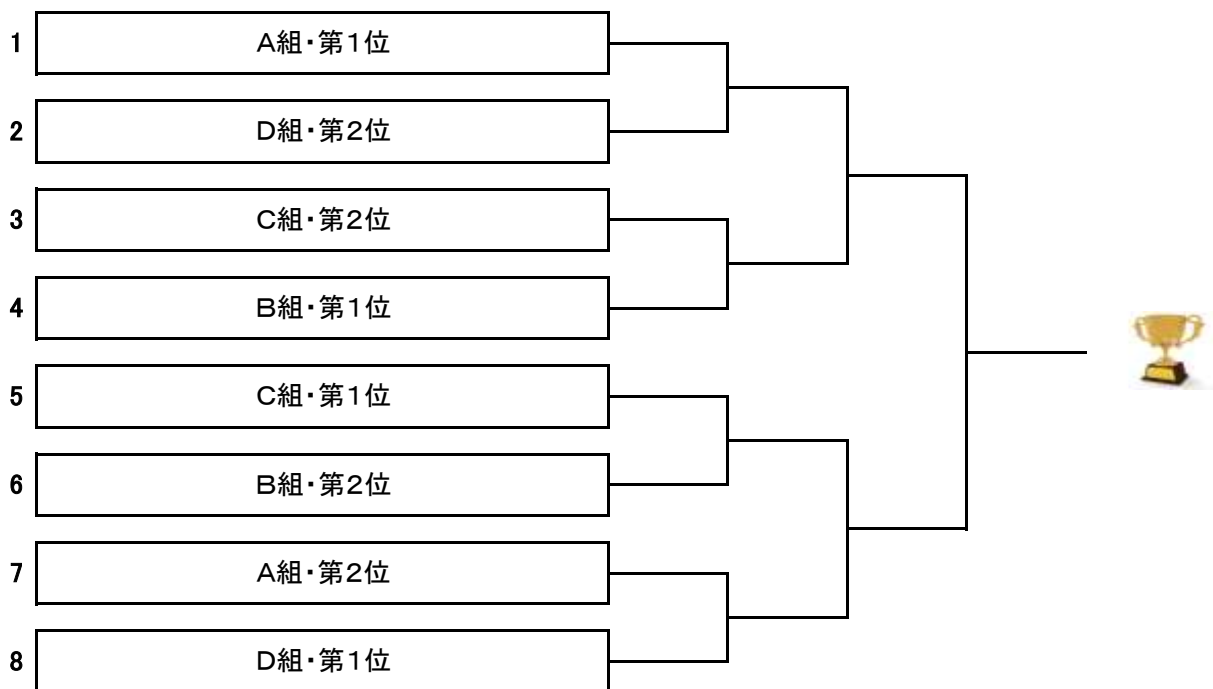 1 A組・第1位
2 D組・第2位
3 C組・第2位
4 B組・第1位
5 C組・第1位
6 B組・第2位
7 A組・第2位
8 D組・第1位